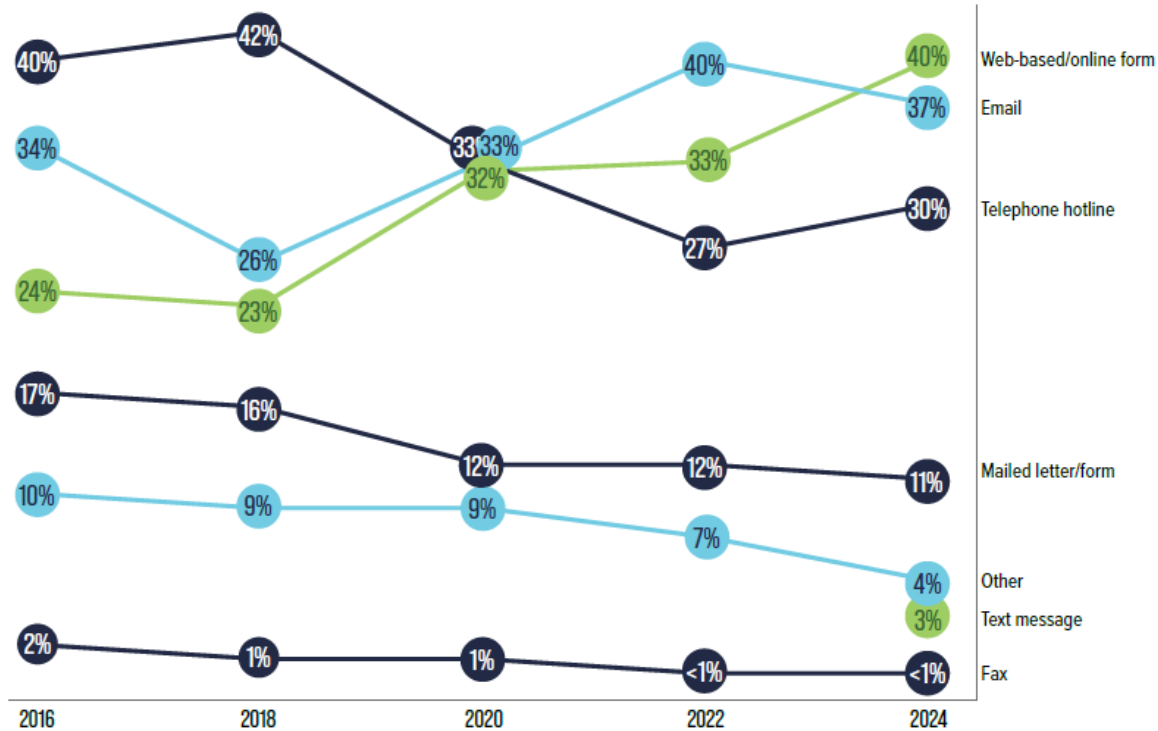 40% 42% 33% 33% 40% 40% Web-based/online form
34% 26% 32% 33% 37% Email
24% 23% 27% 30% Telephone hotline
17% 16% 12% 12% 11% Mailed letter/form
10% 9% 9% 7% 4% Other
3% Text message
2% 1% 1% <1% <1% Fax
2016 2018 2020 2022 2024